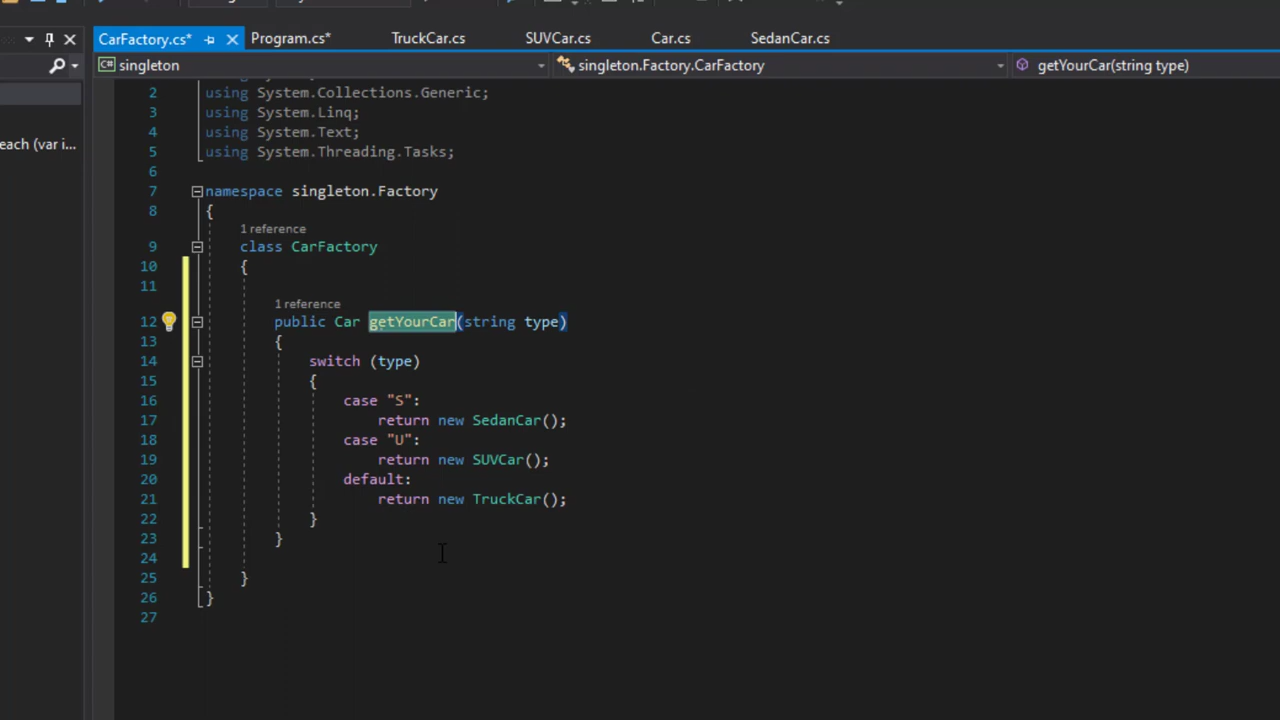 CarFactory.cs*
Program.cs*
TruckCar.cs
SUVCar.cs
Car.cs
SedanCar.cs
C# singleton
singleton.Factory.CarFactory
getYourCar(string type)
2 using System.Collections.Generic;
3 using System.Linq;
each (var i...
4 using System.Text;
5 using System.Threading.Tasks;
6
7 namespace singleton.Factory
8 {
1 reference
9 class CarFactory
10 {
11
1 reference
12 public Car getYourCar(string type)
13 {
14 switch (type)
15 {
16 case "S":
17 return new SedanCar();
18 case "U":
19 return new SUVCar();
20 default:
21 return new TruckCar();
22 }
23 }
24
25 }
26 }
27